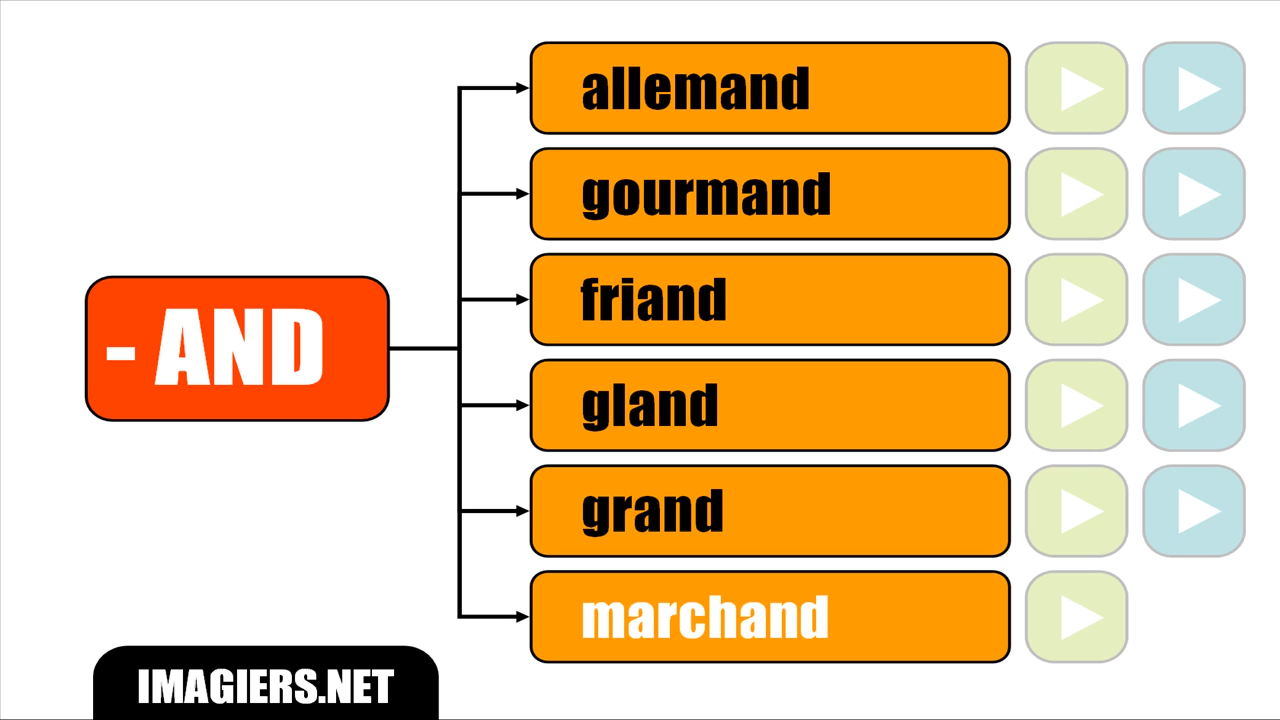 allemand
gourmand
friand
- AND
gland
grand
marchand
IMAGIERS.NET